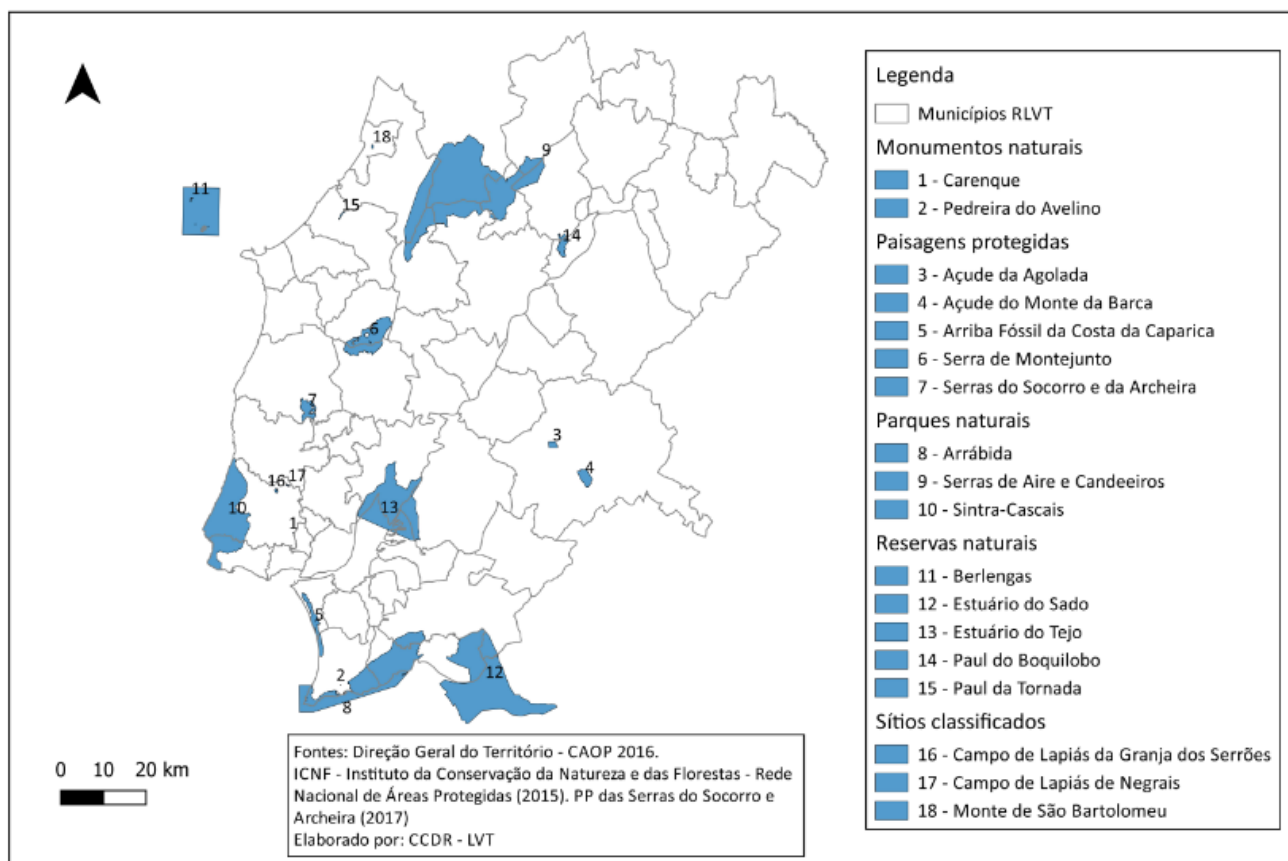 18
9
11
15
14
6
7
3
4
17
16
10
13
1
5
2
12
8
0 10 20 km
Fontes: Direção Geral do Território - CAOP 2016.
ICNF - Instituto da Conservação da Natureza e das Florestas - Rede
Nacional de Áreas Protegidas (2015). PP das Serras do Socorro e
Archeira (2017)
Elaborado por: CCDR - LVT
Legenda
Municípios RLVT
Monumentos naturais
1 - Carenque
2 - Pedreira do Avelino
Paisagens protegidas
3 - Açude da Agolada
4 - Açude do Monte da Barca
5 - Arriba Fóssil da Costa da Caparica
6 - Serra de Montejunto
7 - Serras do Socorro e da Archeira
Parques naturais
8 - Arrábida
9 - Serras de Aire e Candeeiros
10 - Sintra-Cascais
Reservas naturais
11 - Berlengas
12 - Estuário do Sado
13 - Estuário do Tejo
14 - Paul do Boquilobo
15 - Paul da Tornada
Sítios classificados
16 - Campo de Lapiás da Granja dos Serrões
17 - Campo de Lapiás de Negrais
18 - Monte de São Bartolomeu